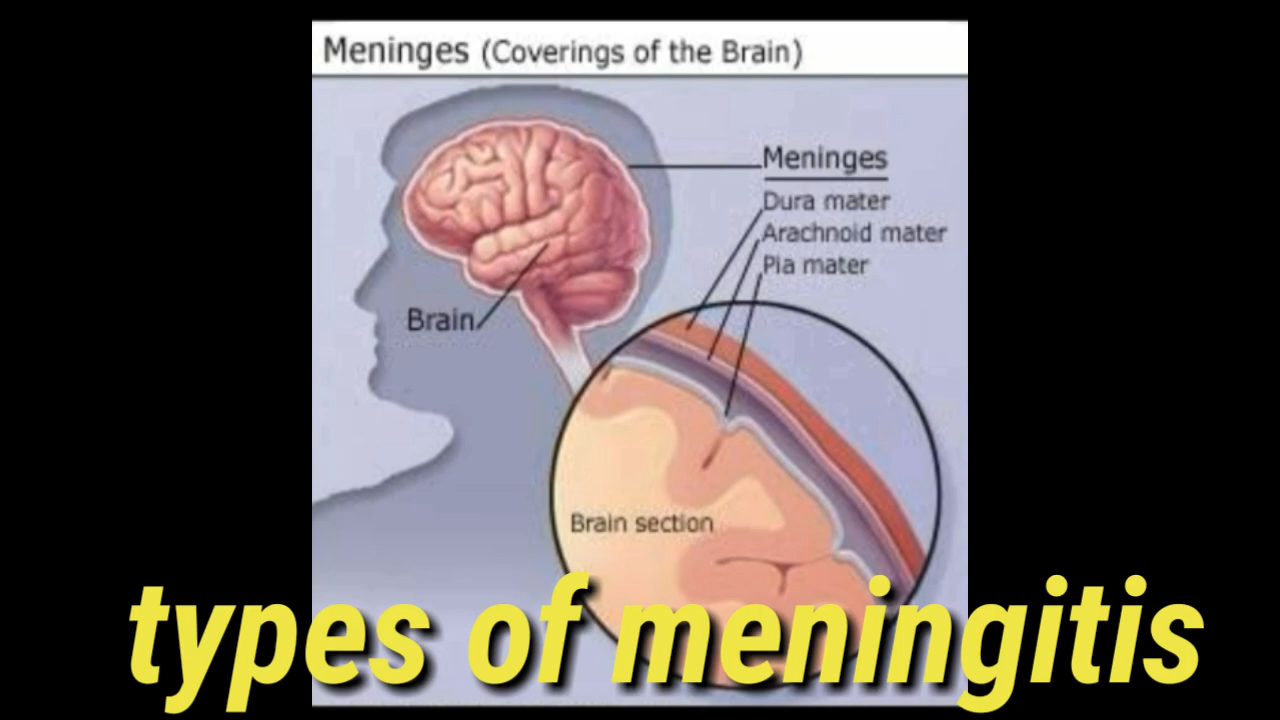 Meninges (Coverings of the Brain)
Meninges
Dura mater
Arachnoid mater
Pia mater
Brain
Brain section
types of meningitis